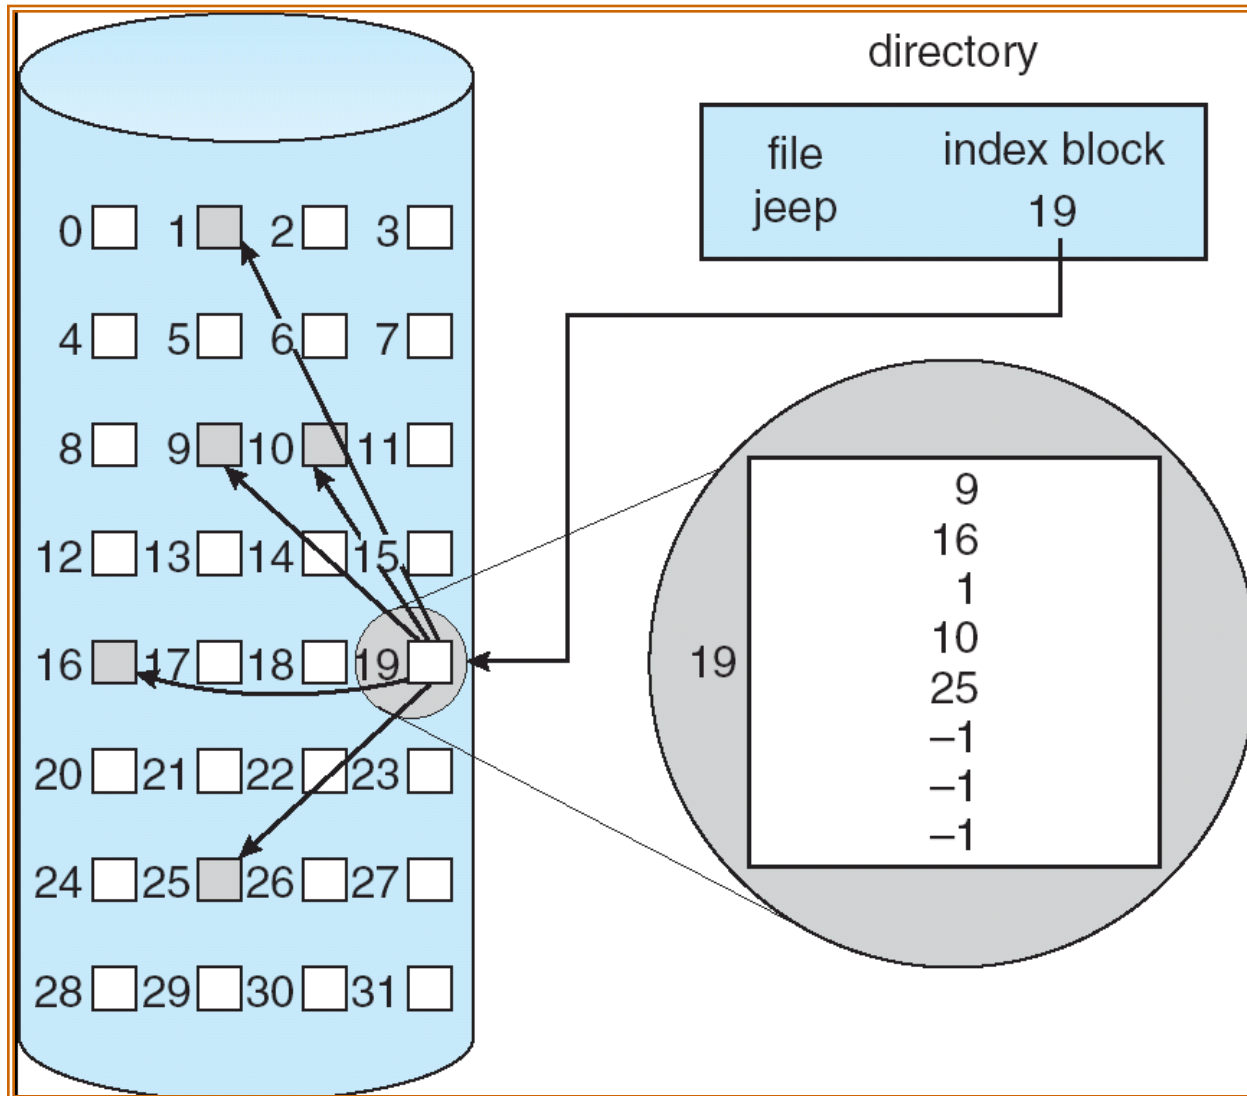 directory
file index block
jeep 19
0 1 2 3
4 5 6 7
8 9 10 11
12 13 14 15
16 17 18 19
20 21 22 23
24 25 26 27
28 29 30 31
19
9
16
1
10
25
–1
–1
–1